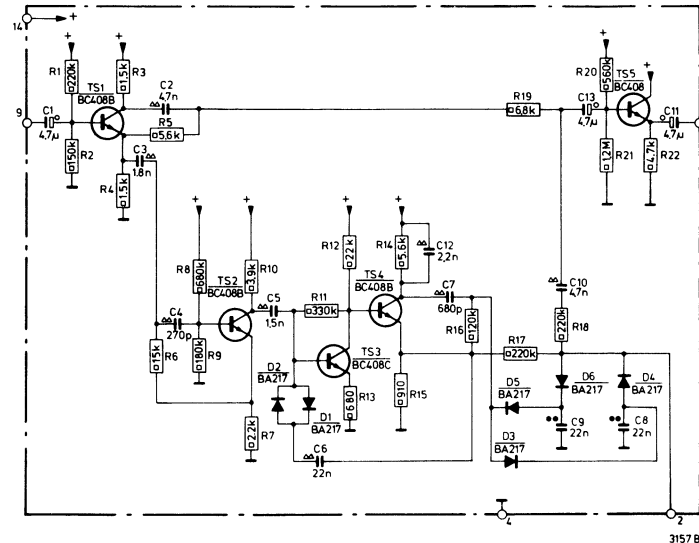 14
+
R1
220k
R3
1.5k
TS1
BC408B
C2
4,7n
R5
5,6k
9
C1
4,7µ
R2
150k
C3
1.8n
R4
1.5k
R19
6,8k
R20
560k
TS5
BC408
C13
4,7µ
C11
4,7µ
R21
1,2M
R22
4,7k
R8
680k
R10
3,9k
TS2
BC408B
C4
270p
C5
1,5n
R6
15k
R9
180k
R7
2.2k
R11
330k
R12
22k
R14
5.6k
C12
2,2n
TS4
BC408B
C7
680p
TS3
BC408C
R13
680
R15
910
R16
120k
R17
220k
C10
4,7n
R18
220k
D2
BA217
D1
BA217
C6
22n
D5
BA217
D6
BA217
D4
BA217
C9
22n
C8
22n
D3
BA217
4
2
3157 B